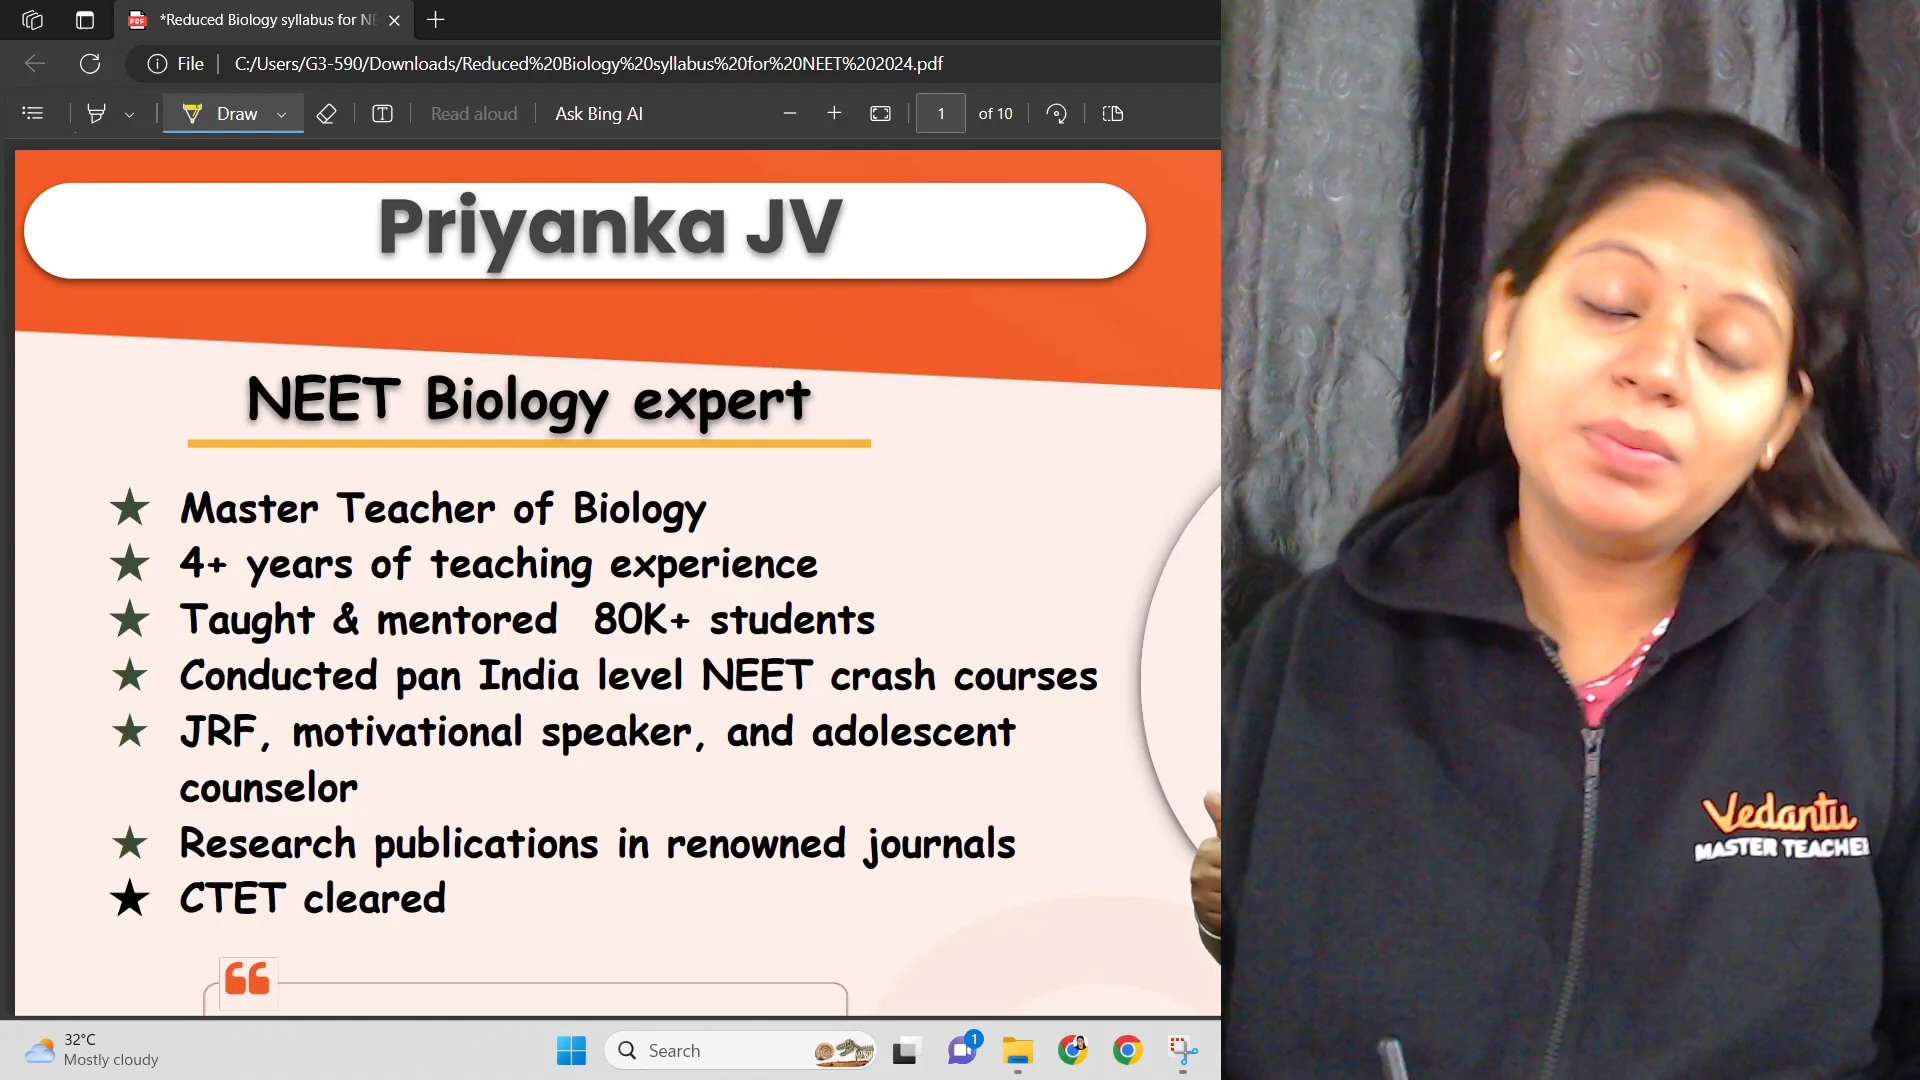 *Reduced Biology syllabus for NE
File
C:/Users/G3-590/Downloads/Reduced%20Biology%20syllabus%20for%20NEET%202024.pdf
Draw
Read aloud
Ask Bing AI
1
of 10
Priyanka JV
NEET Biology expert
★ Master Teacher of Biology
★ 4+ years of teaching experience
★ Taught & mentored 80K+ students
★ Conducted pan India level NEET crash courses
★ JRF, motivational speaker, and adolescent
counselor
★ Research publications in renowned journals
★ CTET cleared
“
Vedantu
MASTER TEACHER
32°C
Mostly cloudy
Search
1